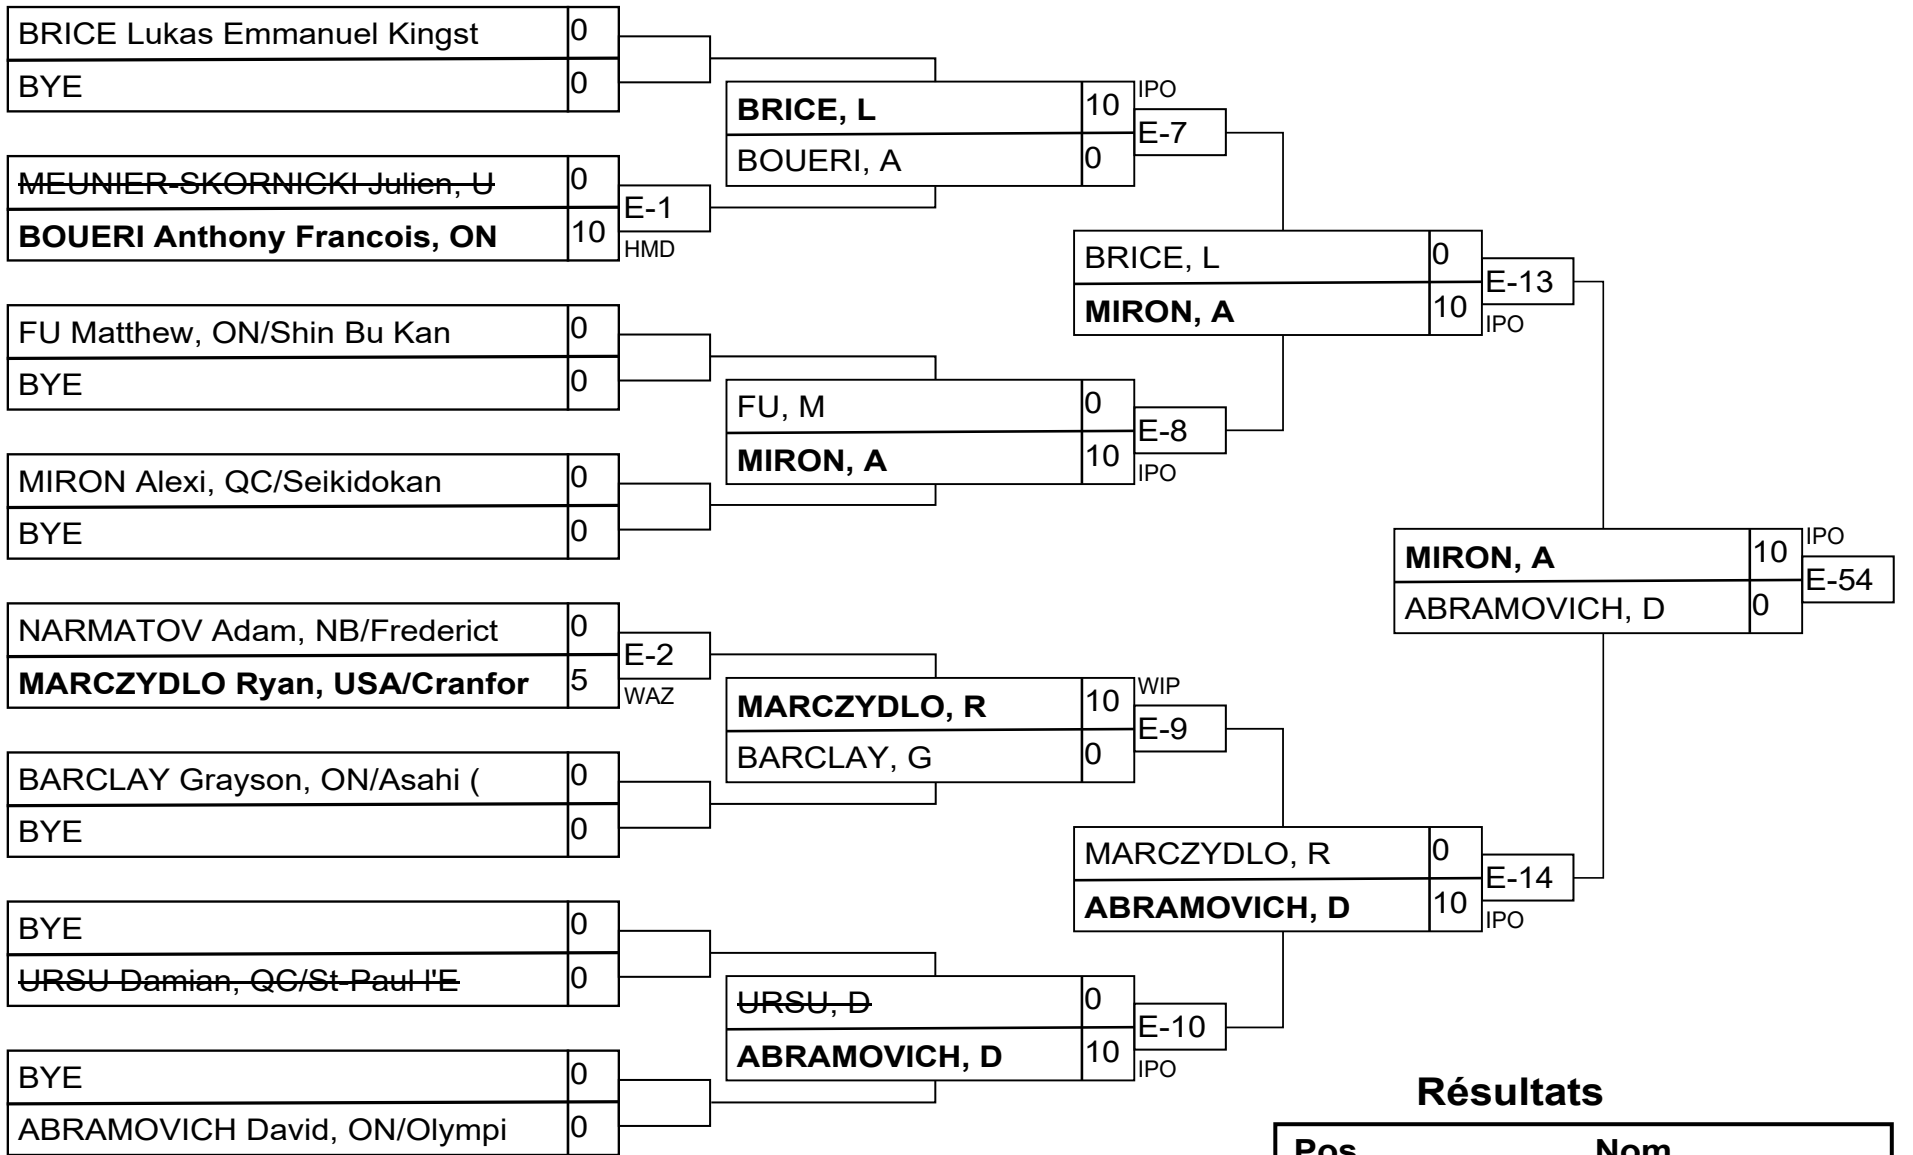 BRICE Lukas Emmanuel Kingst 0
BYE 0
MEUNIER-SKORNICKI Julien, U 0
BOUERI Anthony Francois, ON 10
E-1
HMD
FU Matthew, ON/Shin Bu Kan 0
BYE 0
MIRON Alexi, QC/Seikidokan 0
BYE 0
NARMATOV Adam, NB/Frederict 0
MARCZYDLO Ryan, USA/Cranfor 5
E-2
WAZ
BARCLAY Grayson, ON/Asahi ( 0
BYE 0
BYE 0
URSU Damian, QC/St-Paul l'E 0
BYE 0
ABRAMOVICH David, ON/Olympi 0
BRICE, L 10
BOUERI, A 0
IPO
E-7
FU, M 0
MIRON, A 10
E-8
IPO
MARCZYDLO, R 10
BARCLAY, G 0
WIP
E-9
URSU, D 0
ABRAMOVICH, D 10
E-10
IPO
BRICE, L 0
MIRON, A 10
E-13
IPO
MARCZYDLO, R 0
ABRAMOVICH, D 10
E-14
IPO
MIRON, A 10
ABRAMOVICH, D 0
IPO
E-54
Résultats
Pos Nom